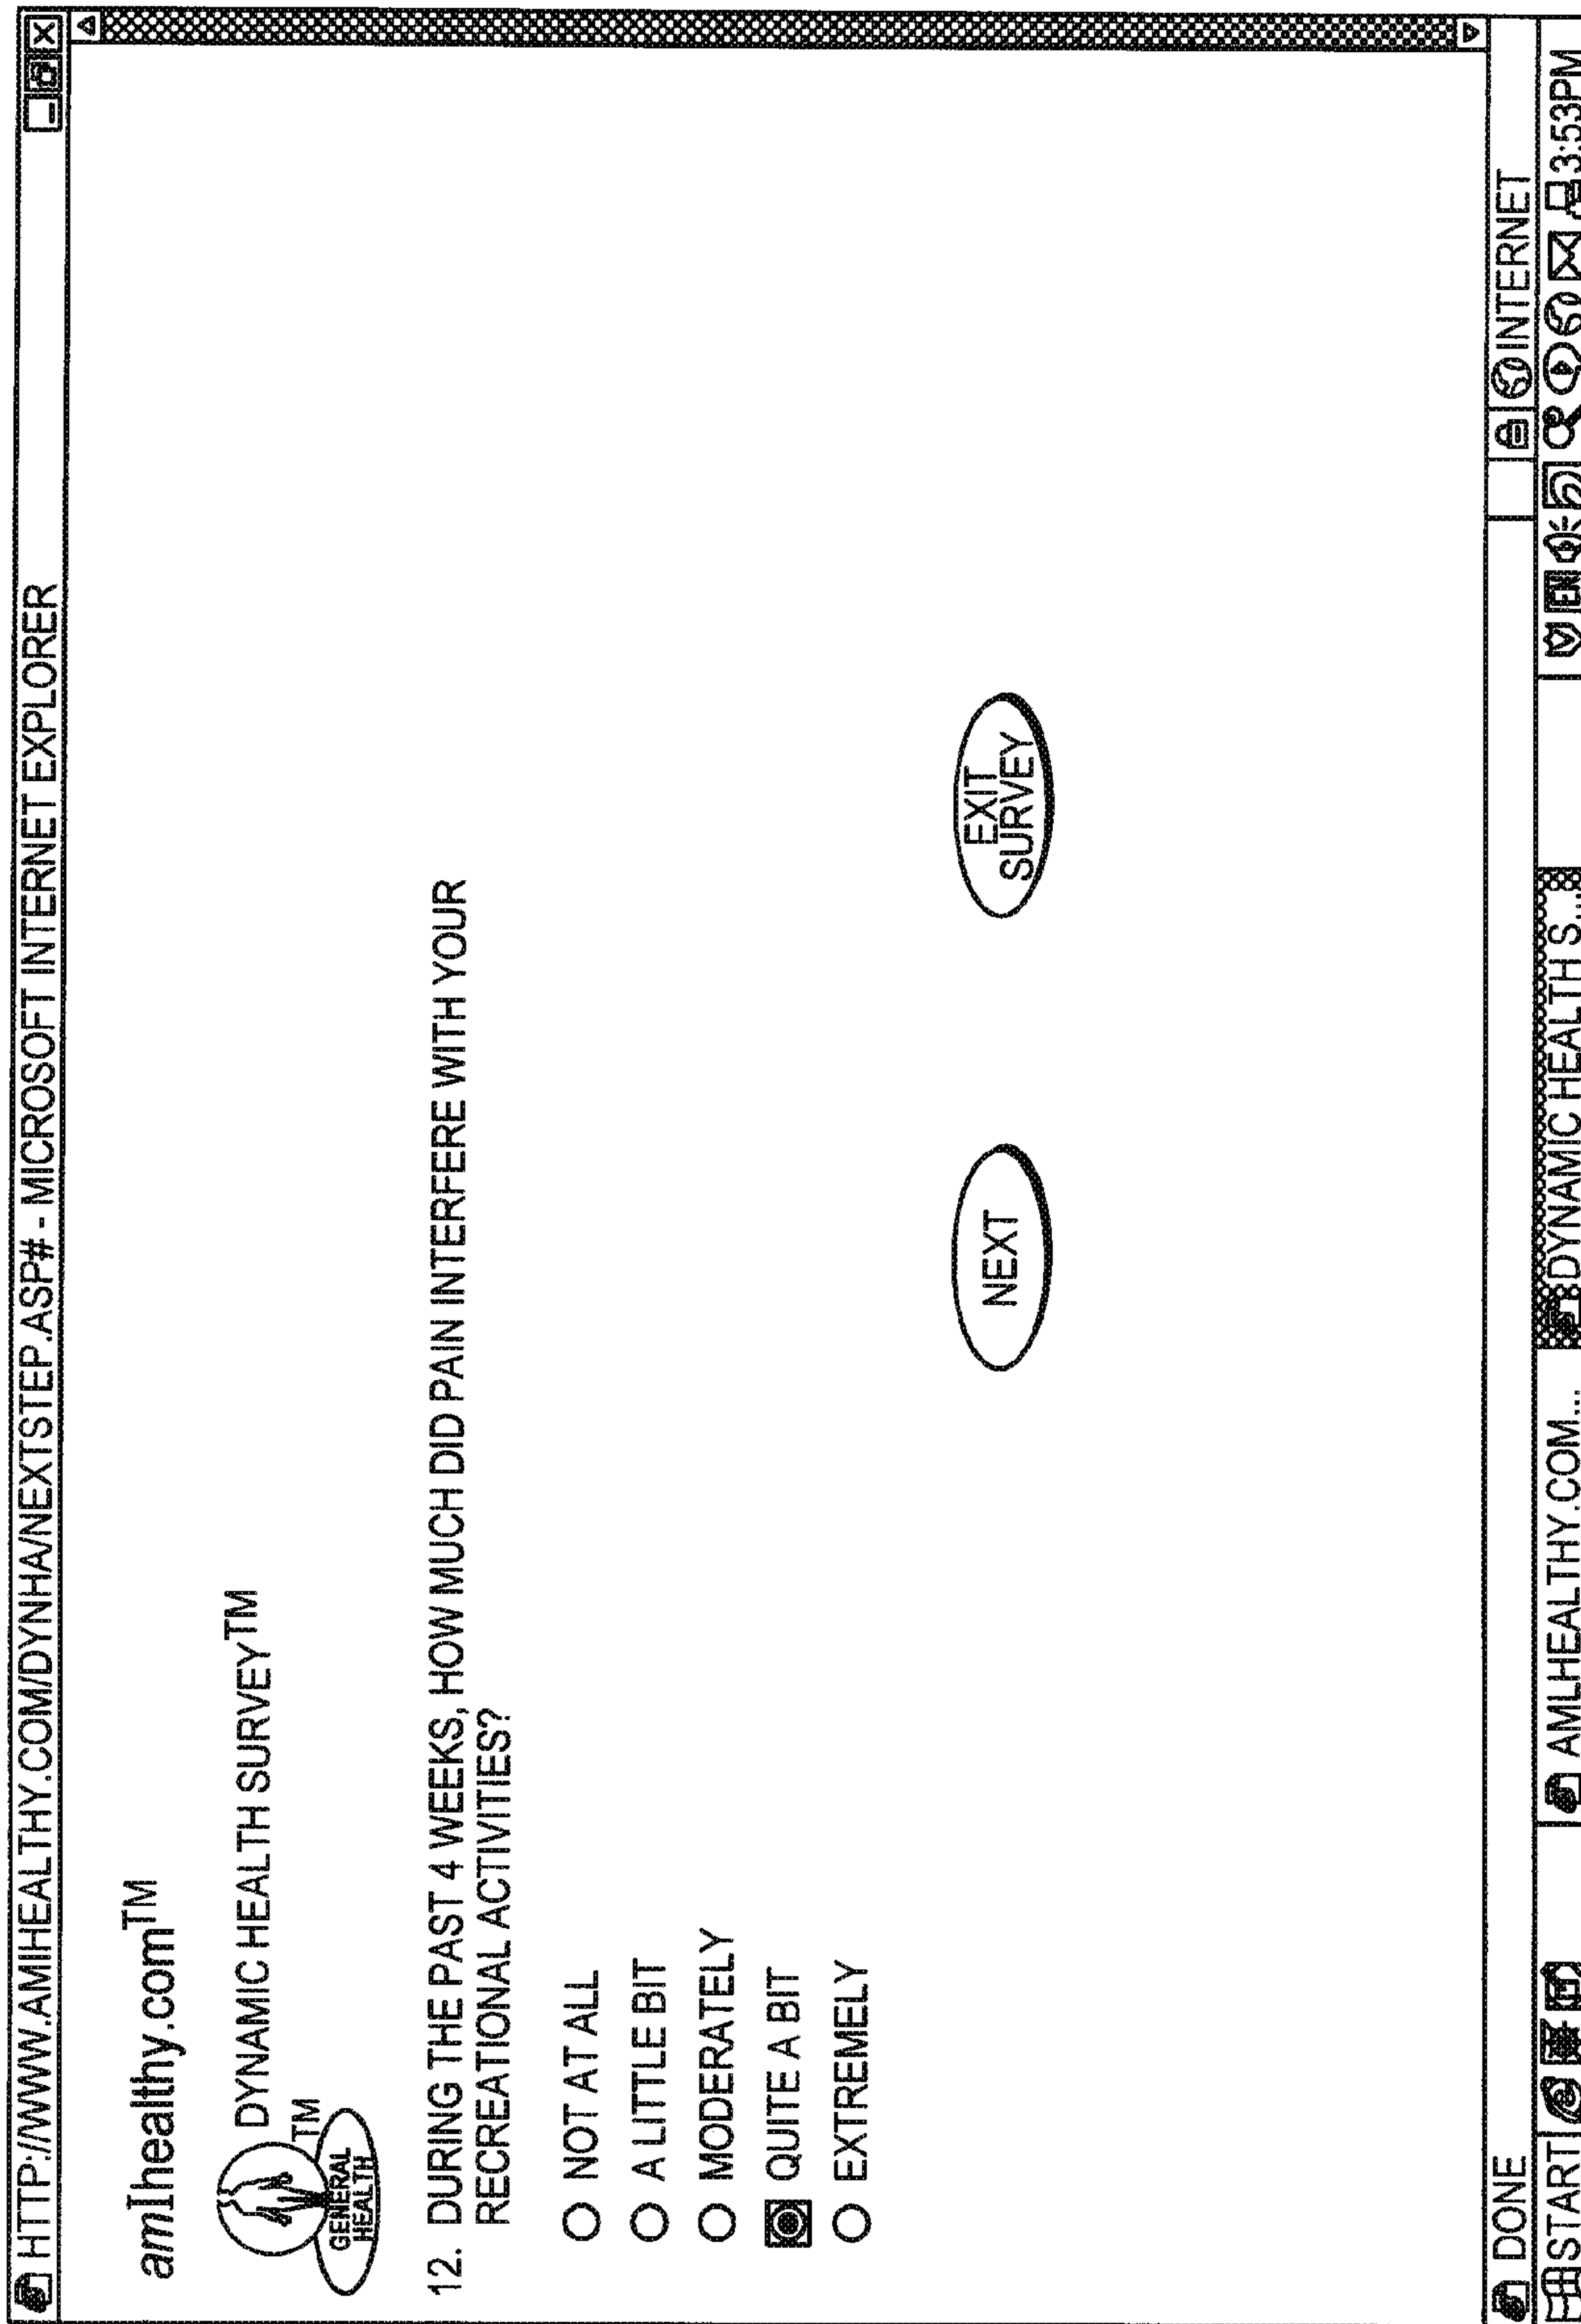 HTTP://WWW.AMIHEALTHY.COM/DYNHA/NEXTSTEP.ASP# - MICROSOFT INTERNET EXPLORER
amIhealthy.com™
DYNAMIC HEALTH SURVEY™
TM
GENERAL
HEALTH
12. DURING THE PAST 4 WEEKS, HOW MUCH DID PAIN INTERFERE WITH YOUR
RECREATIONAL ACTIVITIES?
NOT AT ALL
A LITTLE BIT
MODERATELY
QUITE A BIT
EXTREMELY
NEXT
EXIT
SURVEY
DONE
INTERNET
START
AMLHEALTHY.COM...
DYNAMIC HEALTH S...
EN
3:53PM